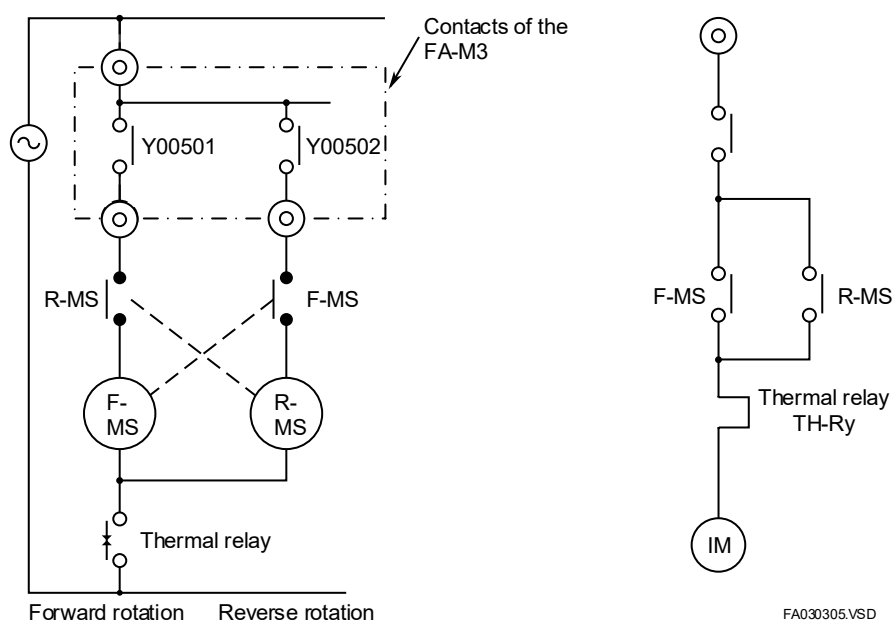 Contacts of the
FA-M3
Y00501
Y00502
R-MS
F-MS
F-
MS
R-
MS
Thermal relay
Forward rotation
Reverse rotation
F-MS
R-MS
Thermal relay
TH-Ry
IM
FA030305.VSD